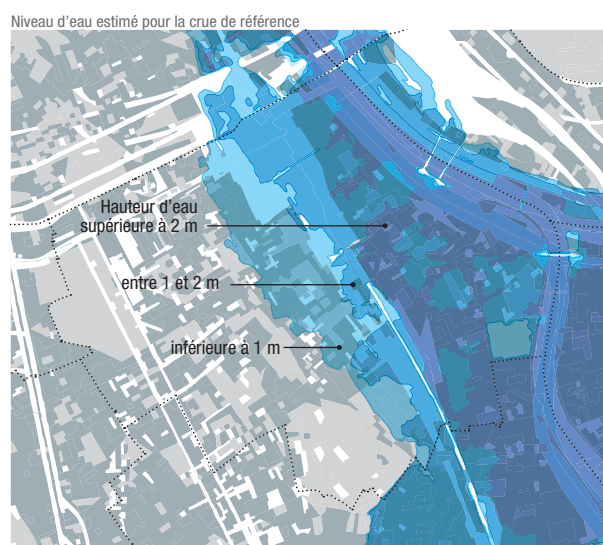 Niveau d'eau estimé pour la crue de référence
Hauteur d'eau
supérieure à 2 m
entre 1 et 2 m
inférieure à 1 m